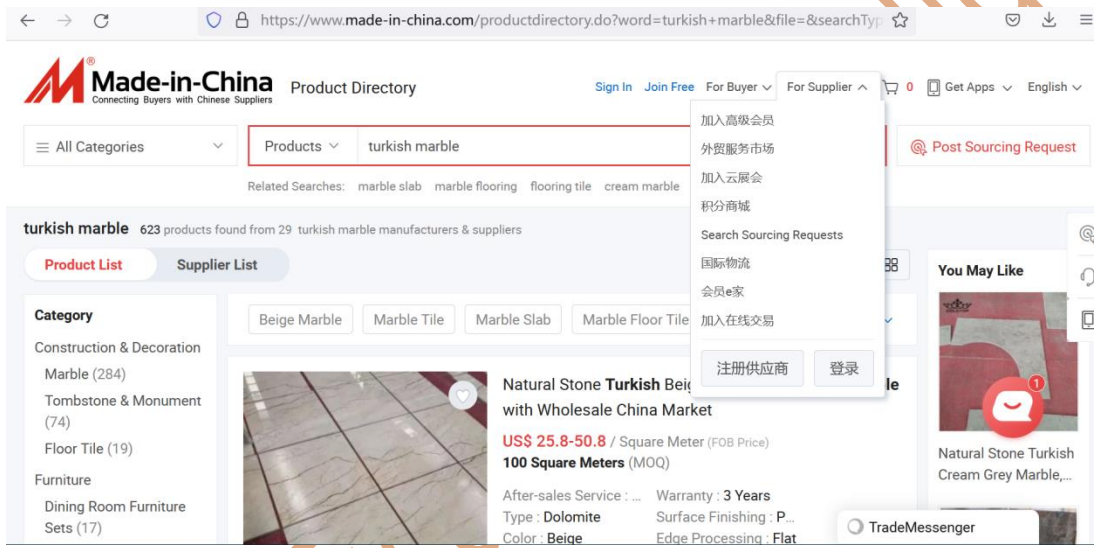 https://www.made-in-china.com/productdirectory.do?word=turkish+marble&file=&searchTyp
Made-in-China
®
Connecting Buyers with Chinese Suppliers
Product Directory
Sign In Join Free For Buyer For Supplier 0 Get Apps English
加入高级会员
外贸服务市场
加入云展会
积分商城
Search Sourcing Requests
国际物流
会员e家
加入在线交易
注册供应商 登录
All Categories
Products turkish marble
Post Sourcing Request
Related Searches: marble slab marble flooring flooring tile cream marble
turkish marble 623 products found from 29 turkish marble manufacturers & suppliers
Product List Supplier List
Category
Construction & Decoration
Marble (284)
Tombstone & Monument
(74)
Floor Tile (19)
Furniture
Dining Room Furniture
Sets (17)
Beige Marble Marble Tile Marble Slab Marble Floor Tile
Natural Stone Turkish Beig le
with Wholesale China Market
US$ 25.8-50.8 / Square Meter (FOB Price)
100 Square Meters (MOQ)
After-sales Service : ... Warranty : 3 Years
Type : Dolomite Surface Finishing : P...
Color : Beige Edge Processing : Flat
You May Like
1
Natural Stone Turkish
Cream Grey Marble,...
TradeMessenger